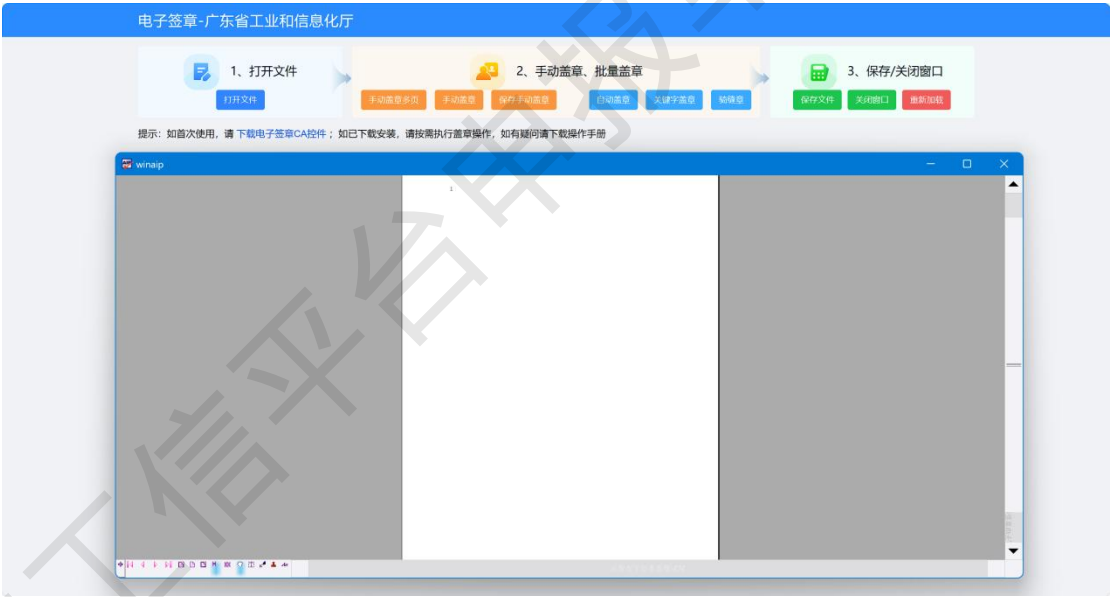 电子签章-广东省工业和信息化厅
1、打开文件
2、手动盖章、批量盖章
3、保存/关闭窗口
打开文件
手动盖章多页 手动盖章 保存手动盖章 自动盖章 关键字盖章 骑缝章
保存文件 关闭窗口 重新加载
提示：如首次使用，请 下载电子签章CA控件 ；如已下载安装，请按需执行盖章操作，如有疑问请下载操作手册
winaip
1
工信平台申报